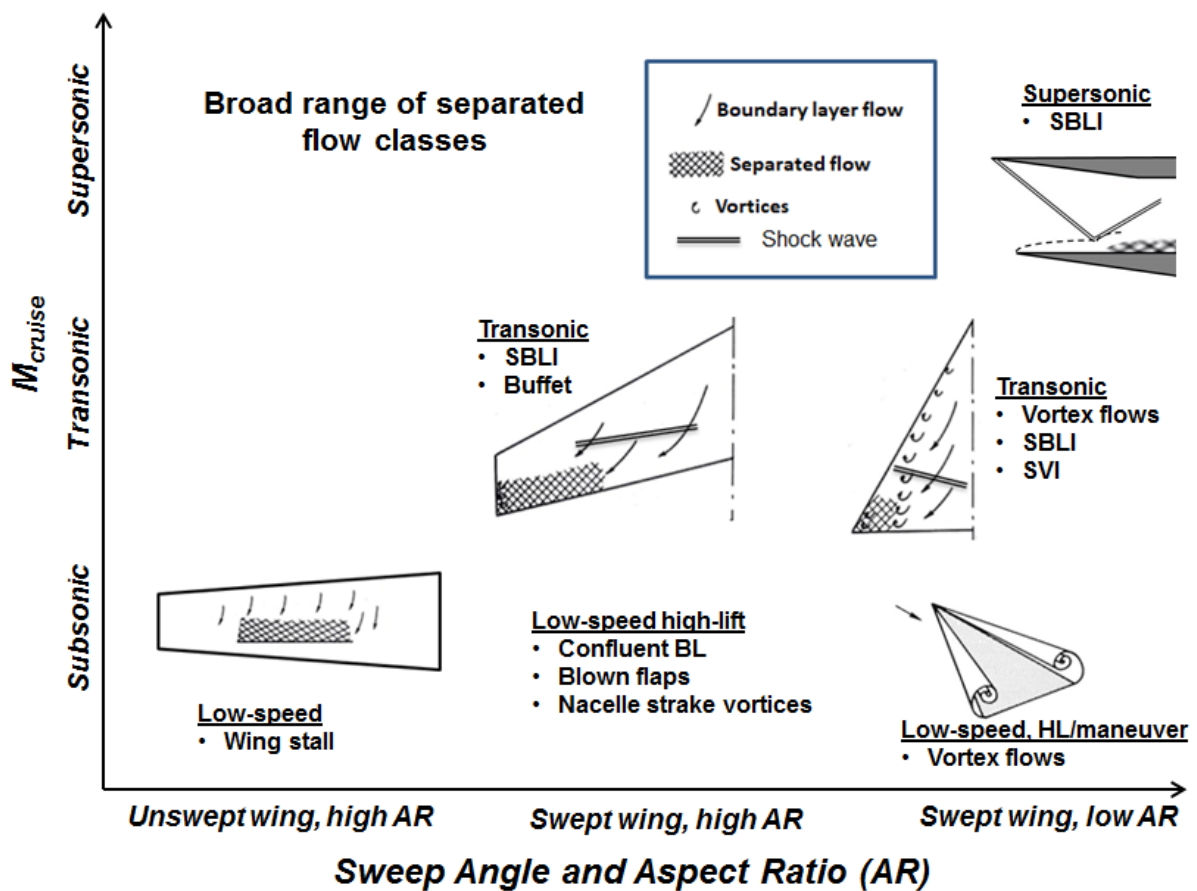 Broad range of separated
flow classes
Boundary layer flow
Separated flow
Vortices
Shock wave
Supersonic
• SBLI
Supersonic
Transonic
Subsonic
M_cruise
Transonic
• SBLI
• Buffet
Transonic
• Vortex flows
• SBLI
• SVI
Low-speed
• Wing stall
Low-speed high-lift
• Confluent BL
• Blown flaps
• Nacelle strake vortices
Low-speed, HL/maneuver
• Vortex flows
Unswept wing, high AR
Swept wing, high AR
Swept wing, low AR
Sweep Angle and Aspect Ratio (AR)